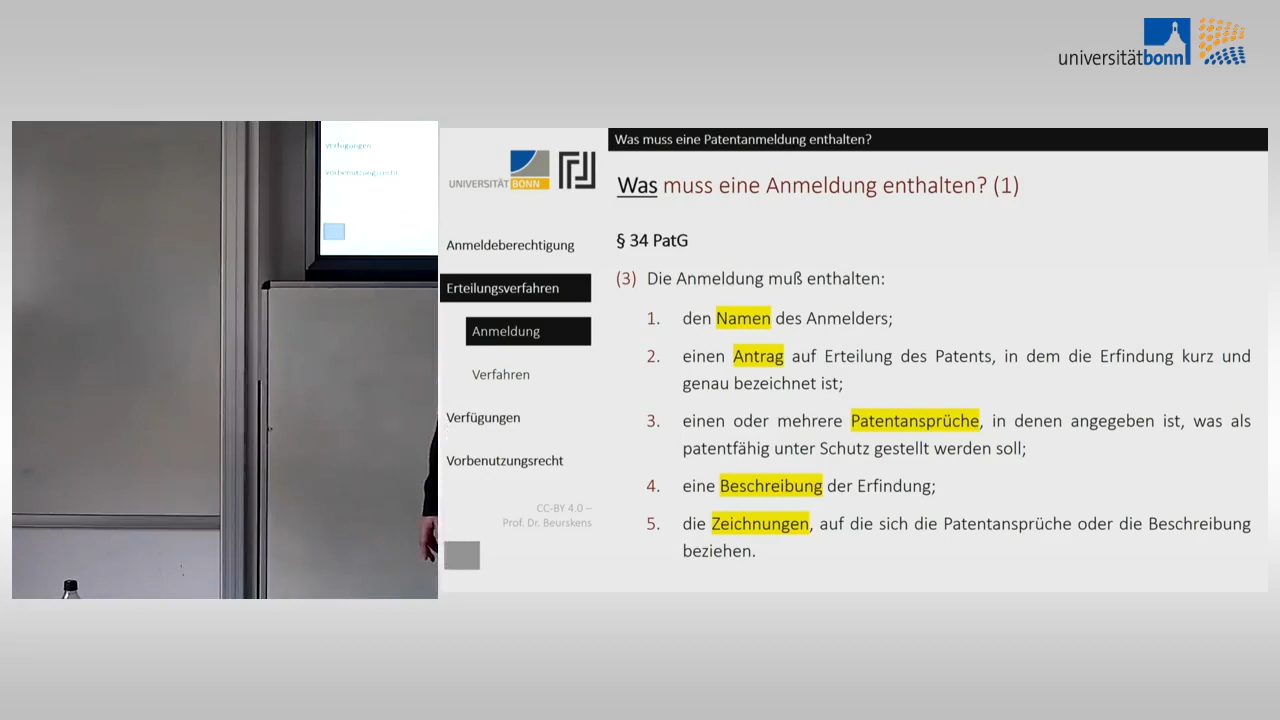 universitätbonn
Verfügungen
Vorbenutzungsrecht
UNIVERSITÄT BONN
Anmeldeberechtigung
Erteilungsverfahren
Anmeldung
Verfahren
Verfügungen
Vorbenutzungsrecht
CC-BY 4.0 –
Prof. Dr. Beurskens
Was muss eine Patentanmeldung enthalten?
Was muss eine Anmeldung enthalten? (1)
§ 34 PatG
(3) Die Anmeldung muß enthalten:
1. den Namen des Anmelders;
2. einen Antrag auf Erteilung des Patents, in dem die Erfindung kurz und
genau bezeichnet ist;
3. einen oder mehrere Patentansprüche, in denen angegeben ist, was als
patentfähig unter Schutz gestellt werden soll;
4. eine Beschreibung der Erfindung;
5. die Zeichnungen, auf die sich die Patentansprüche oder die Beschreibung
beziehen.